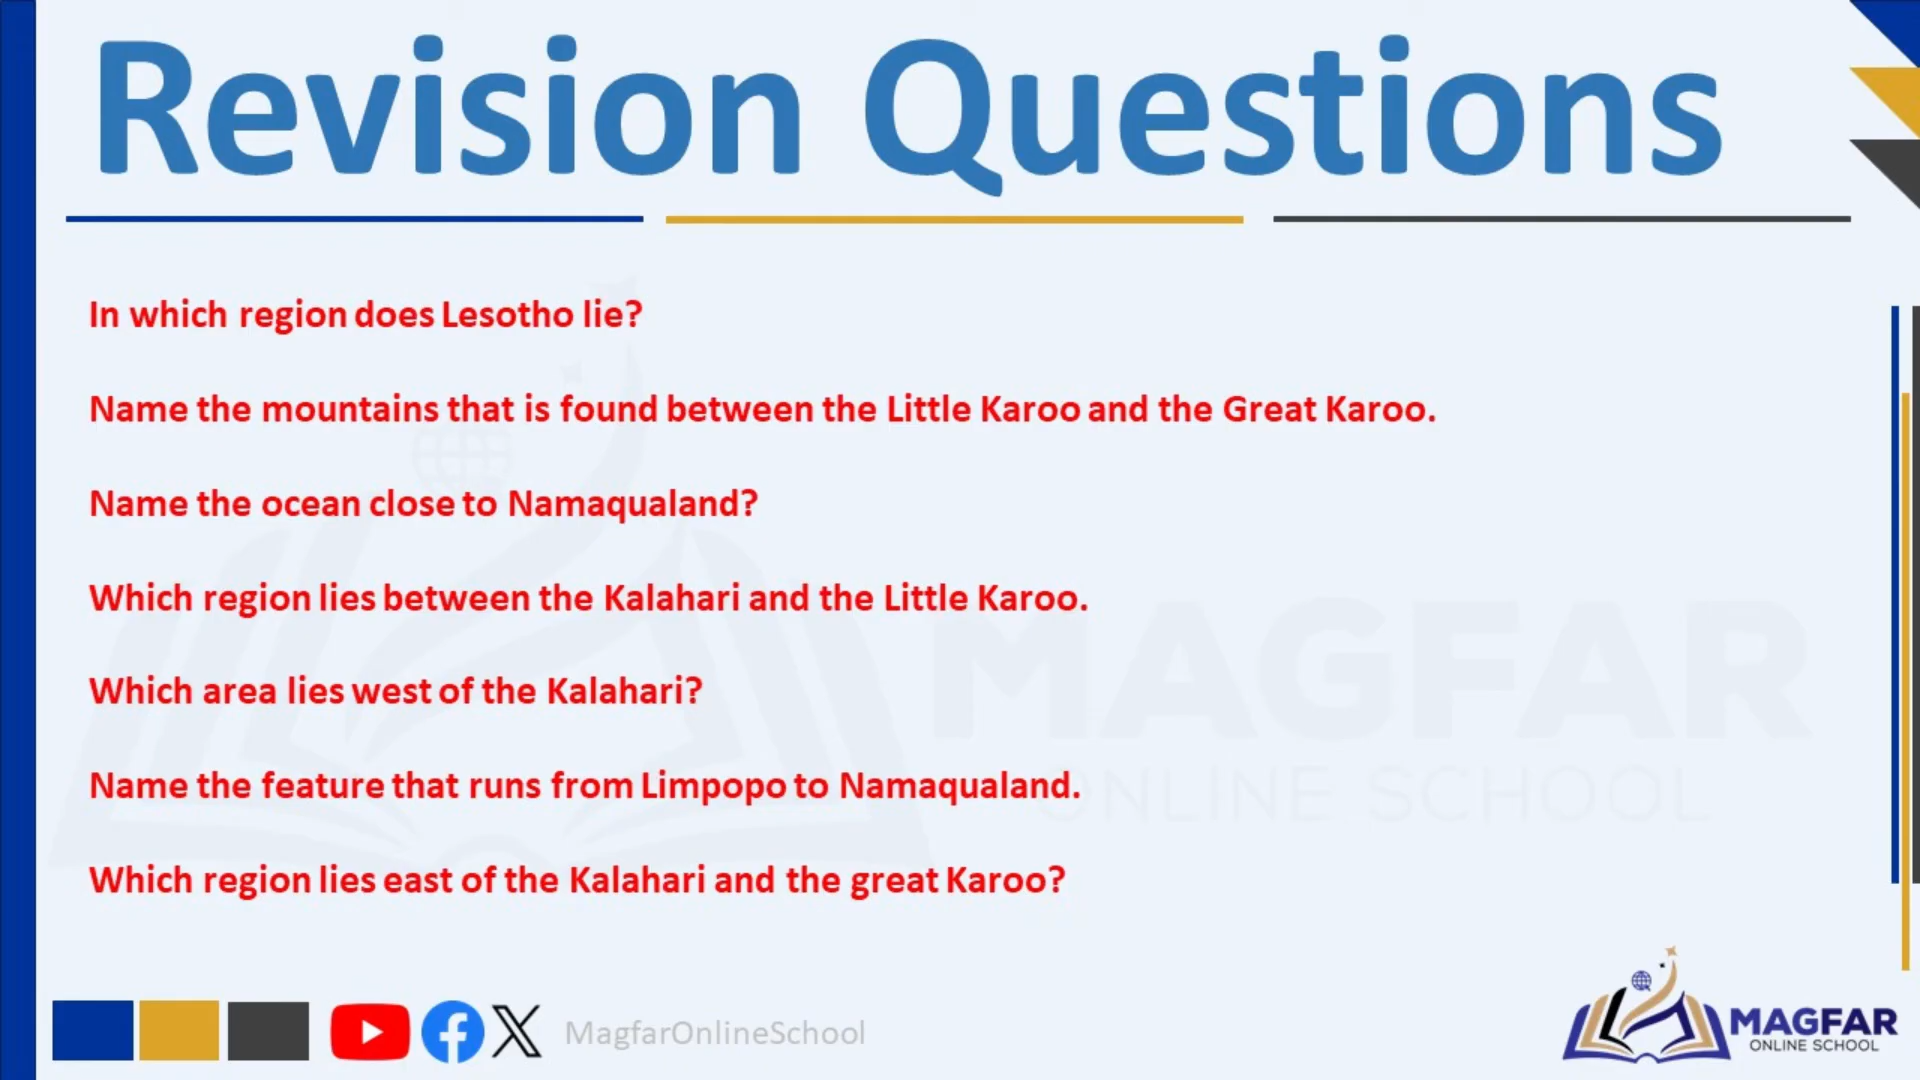 Revision Questions
In which region does Lesotho lie?
Name the mountains that is found between the Little Karoo and the Great Karoo.
Name the ocean close to Namaqualand?
Which region lies between the Kalahari and the Little Karoo.
Which area lies west of the Kalahari?
Name the feature that runs from Limpopo to Namaqualand.
Which region lies east of the Kalahari and the great Karoo?
MAGFAR
ONLINE SCHOOL
MagfarOnlineSchool
MAGFAR
ONLINE SCHOOL